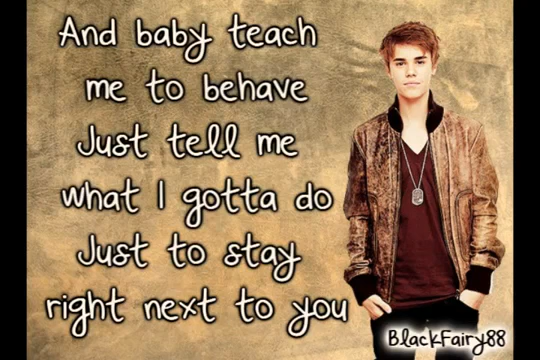 And baby teach
me to behave
Just tell me
what I gotta do
Just to stay
right next to you
BlackFairy88